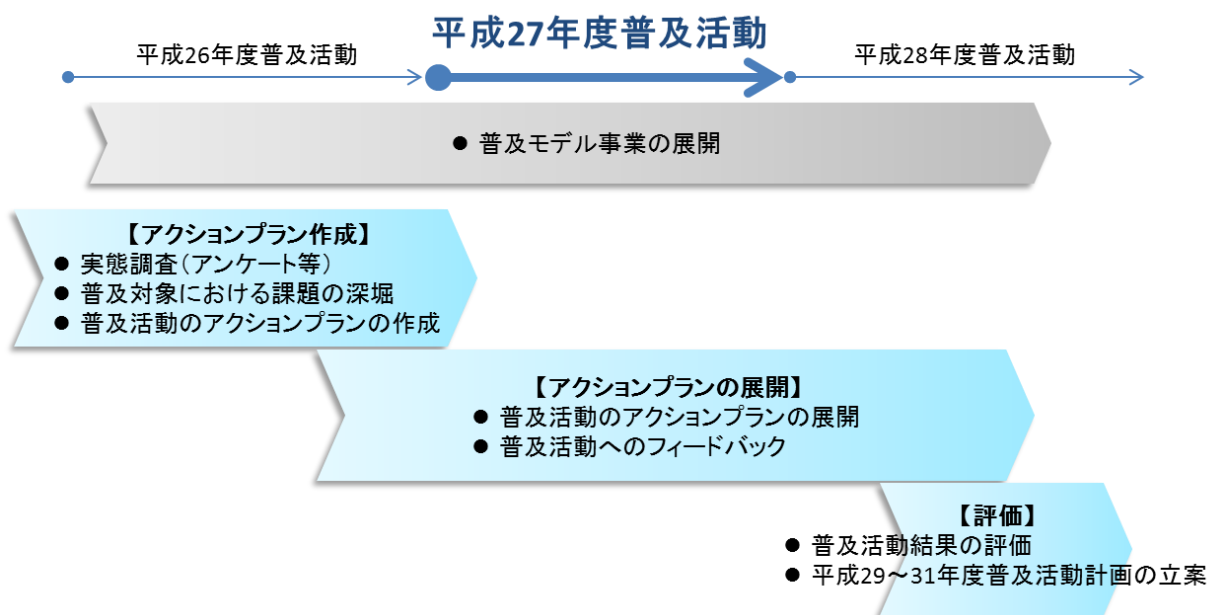 平成26年度普及活動
平成27年度普及活動
平成28年度普及活動
● 普及モデル事業の展開
【アクションプラン作成】
● 実態調査(アンケート等)
● 普及対象における課題の深堀
● 普及活動のアクションプランの作成
【アクションプランの展開】
● 普及活動のアクションプランの展開
● 普及活動へのフィードバック
【評価】
● 普及活動結果の評価
● 平成29～31年度普及活動計画の立案